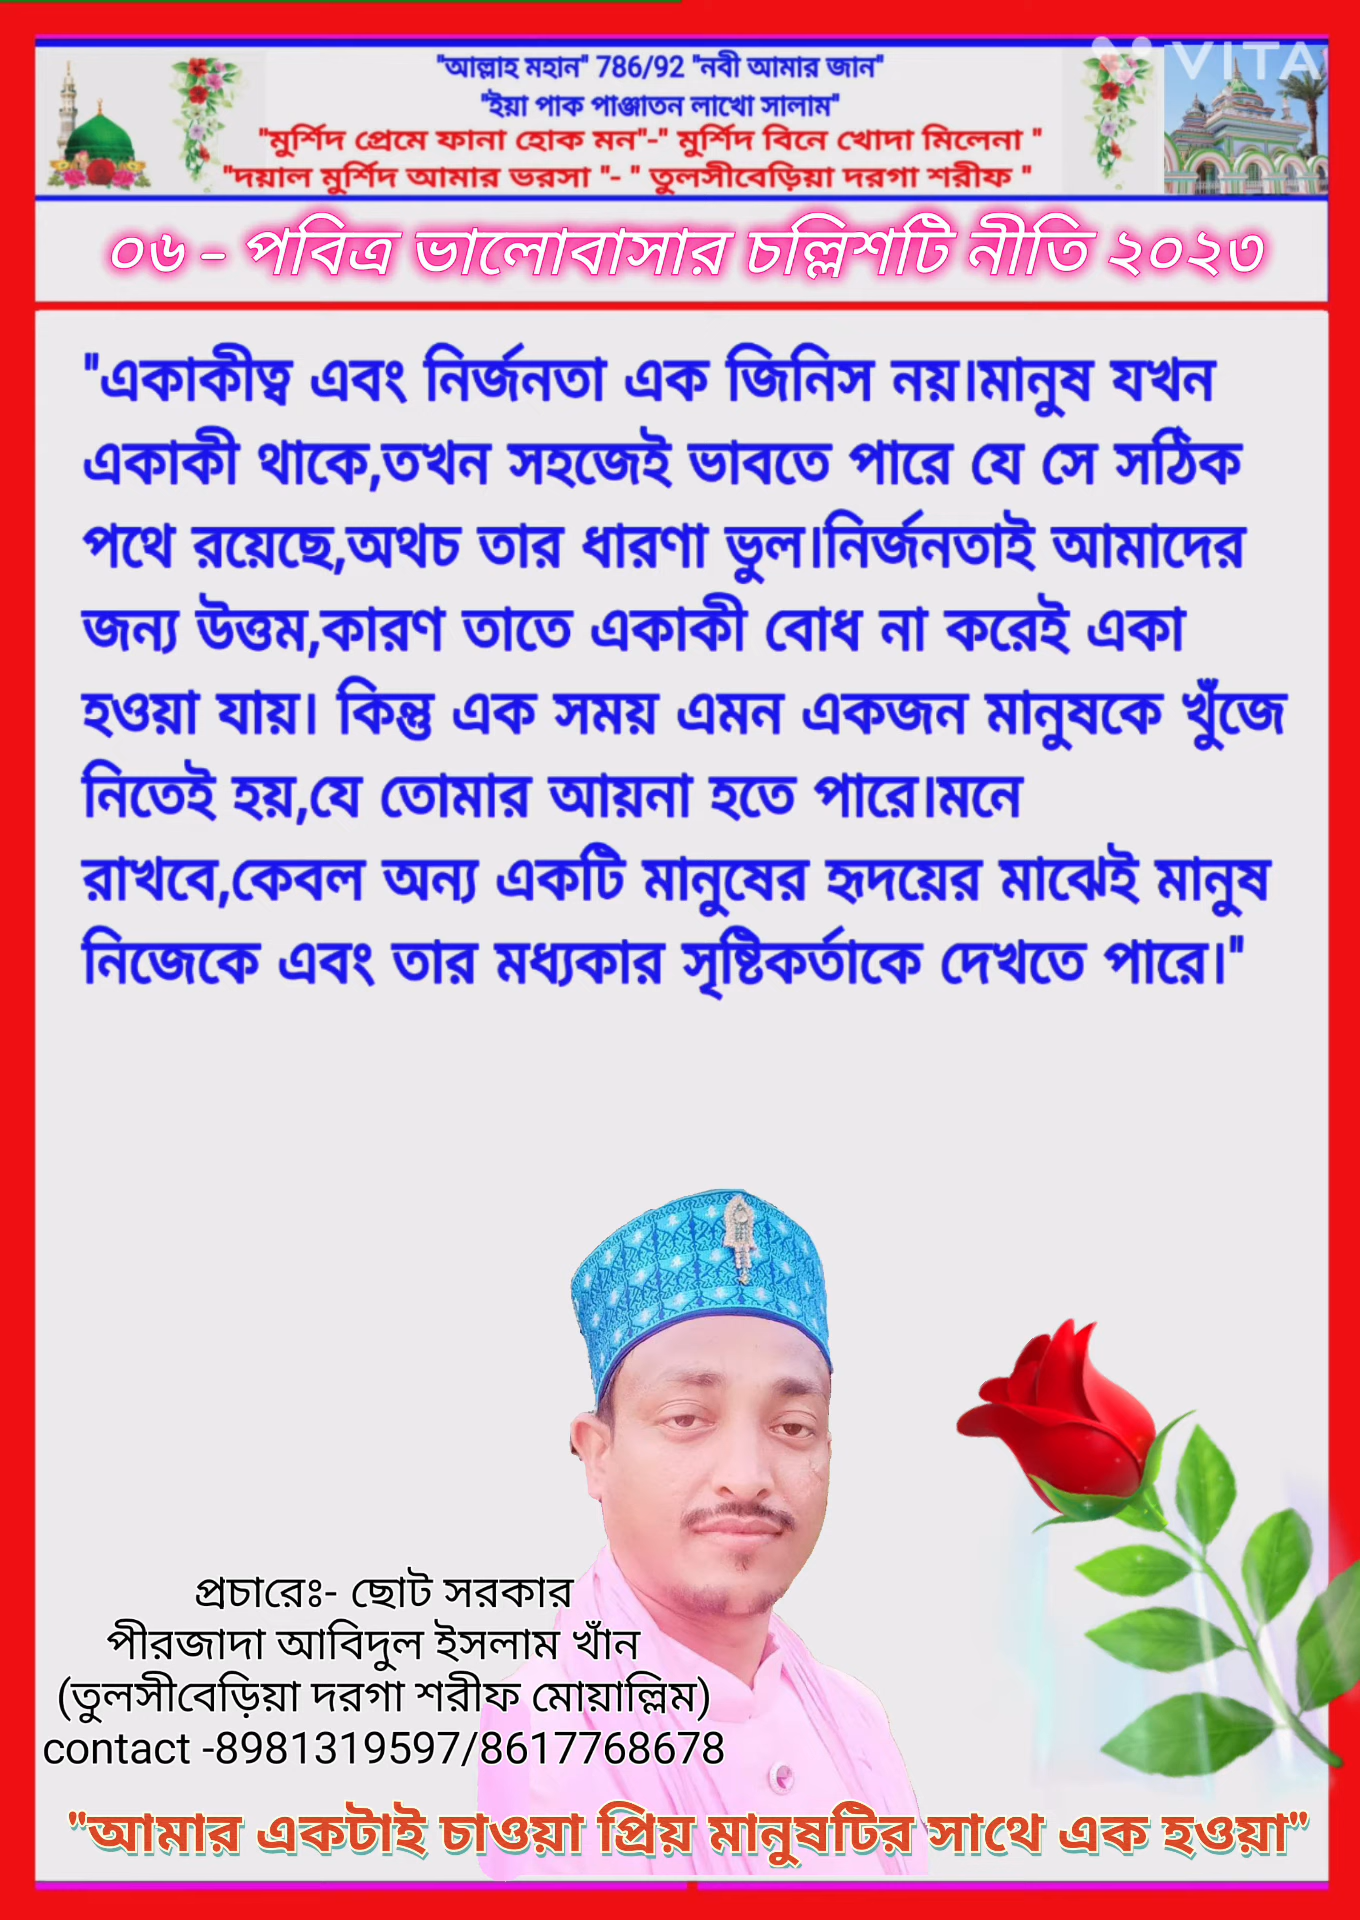 "আল্লাহ মহান" 786/92 "নবী আমার জান"
VITA
"ইয়া পাক পাঞ্জাতন লাখো সালাম"
"মুর্শিদ প্রেমে ফানা হোক মন"-" মুর্শিদ বিনে খোদা মিলেনা "
"দয়াল মুর্শিদ আমার ভরসা "- " তুলসীবেড়িয়া দরগা শরীফ "
০৬ - পবিত্র ভালোবাসার চল্লিশটি নীতি ২০২৩
"একাকীত্ব এবং নির্জনতা এক জিনিস নয়।মানুষ যখন
একাকী থাকে,তখন সহজেই ভাবতে পারে যে সে সঠিক
পথে রয়েছে,অথচ তার ধারণা ভুল।নির্জনতাই আমাদের
জন্য উত্তম,কারণ তাতে একাকী বোধ না করেই একা
হওয়া যায়। কিন্তু এক সময় এমন একজন মানুষকে খুঁজে
নিতেই হয়,যে তোমার আয়না হতে পারে।মনে
রাখবে,কেবল অন্য একটি মানুষের হৃদয়ের মাঝেই মানুষ
নিজেকে এবং তার মধ্যকার সৃষ্টিকর্তাকে দেখতে পারে।"
প্রচারেঃ- ছোট সরকার
পীরজাদা আবিদুল ইসলাম খাঁন
(তুলসীবেড়িয়া দরগা শরীফ মোয়াল্লিম)
contact -8981319597/8617768678
"আমার একটাই চাওয়া প্রিয় মানুষটির সাথে এক হওয়া"